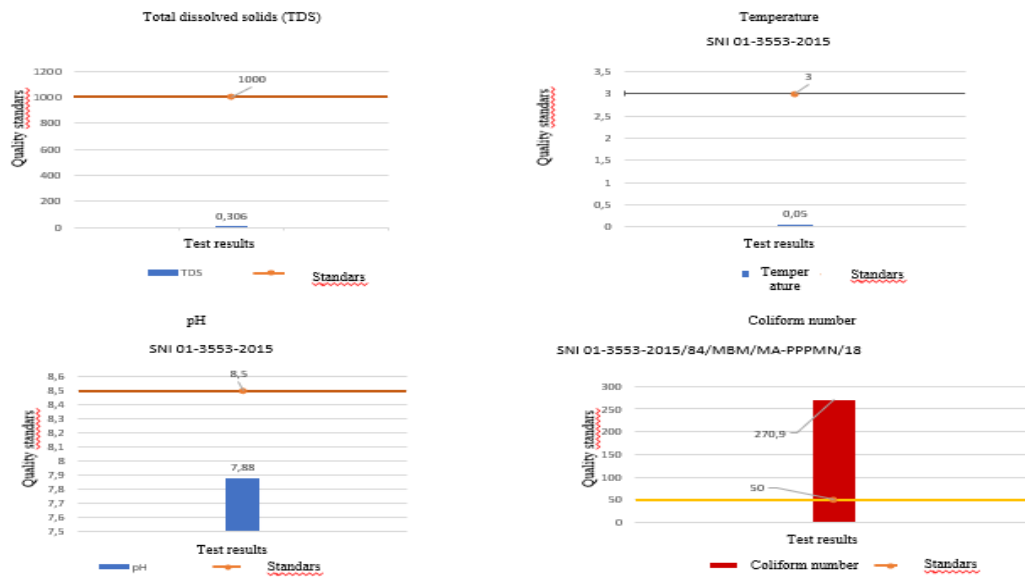 Total dissolved solids (TDS)
1200
1000
800
600
400
200
0
Quality standars
1000
0,306
Test results
TDS
Standars
Temperature
SNI 01-3553-2015
3,5
3
2,5
2
1,5
1
0,5
0
Quality standars
3
0,05
Test results
Temper
ature
Standars
pH
SNI 01-3553-2015
8,6
8,5
8,4
8,3
8,2
8,1
8
7,9
7,8
7,7
7,6
7,5
Quality standars
8,5
7,88
Test results
pH
Standars
Coliform number
SNI 01-3553-2015/84/MBM/MA-PPPMN/18
300
250
200
150
100
50
0
Quality standars
270,9
50
Test results
Coliform number
Standars